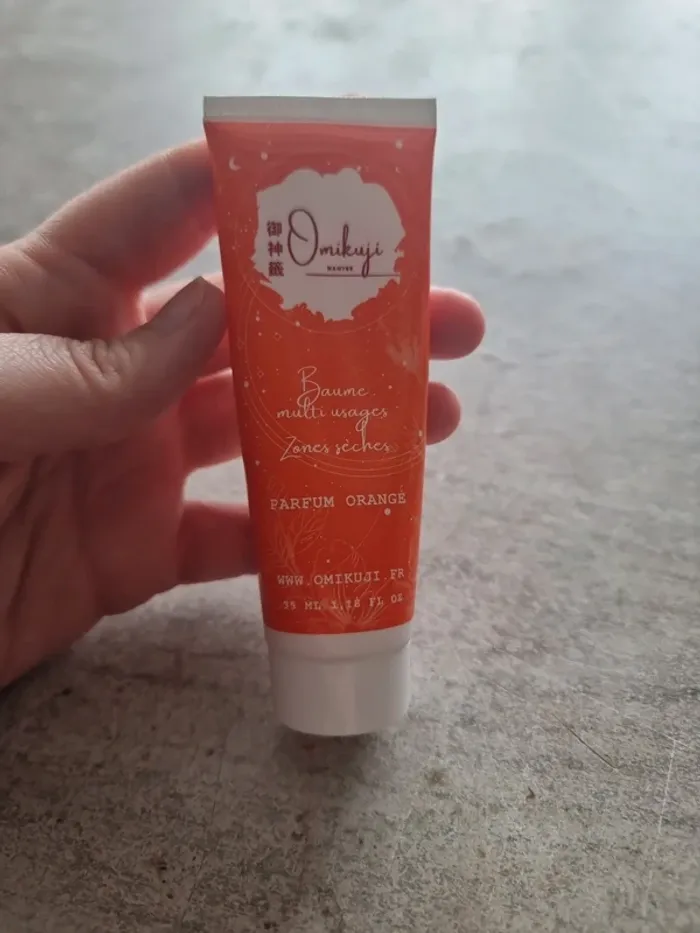 御神籤
Omikuji
NANTES
Baume
multi usages
Zones sèches
PARFUM ORANGE
WWW.OMIKUJI.FR
35 ML 1,18 FL OZ